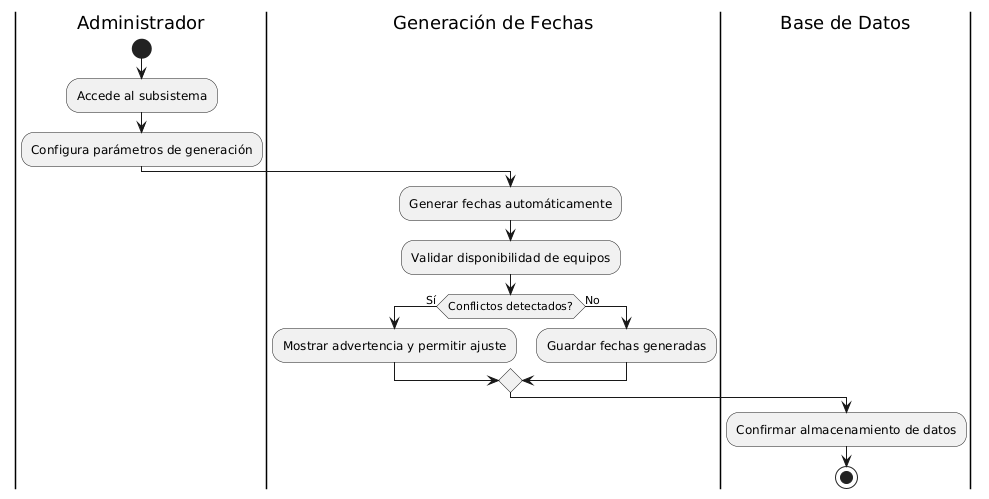 Administrador
Generación de Fechas
Base de Datos
Accede al subsistema
Configura parámetros de generación
Generar fechas automáticamente
Validar disponibilidad de equipos
Sí
Conflictos detectados?
No
Mostrar advertencia y permitir ajuste
Guardar fechas generadas
Confirmar almacenamiento de datos